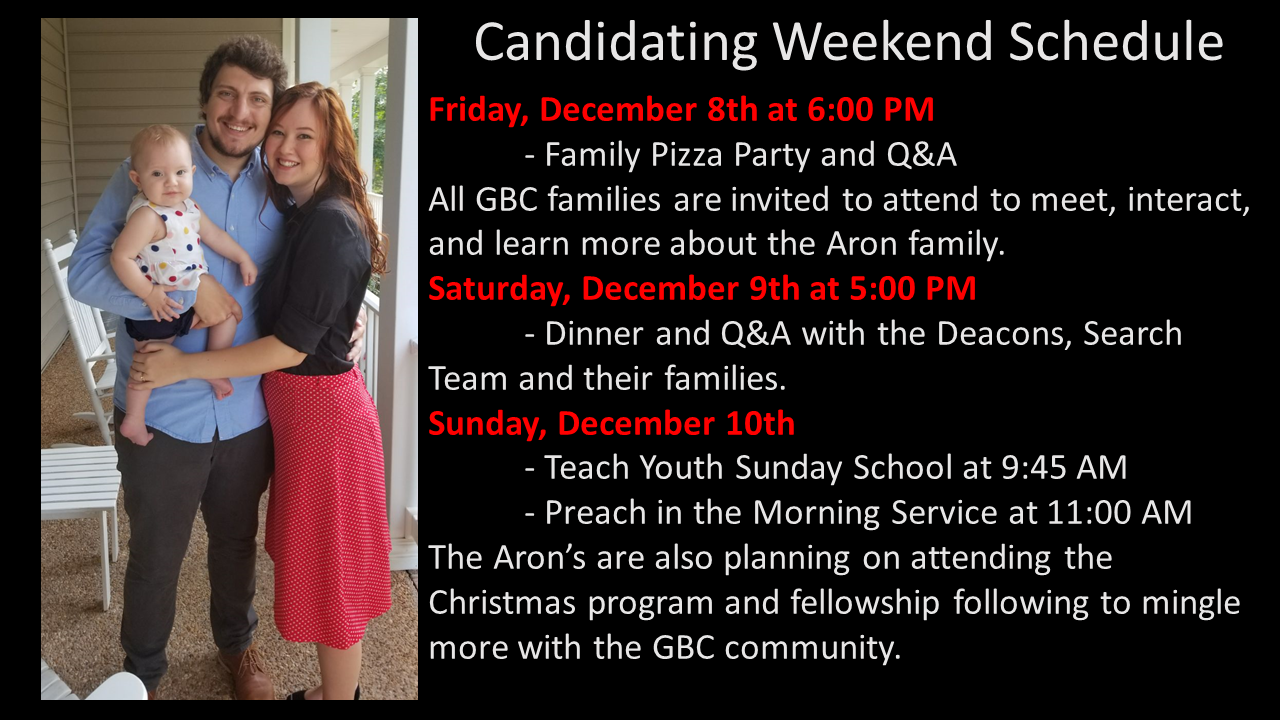 Candidating Weekend Schedule
Friday, December 8th at 6:00 PM
- Family Pizza Party and Q&A
All GBC families are invited to attend to meet, interact,
and learn more about the Aron family.
Saturday, December 9th at 5:00 PM
- Dinner and Q&A with the Deacons, Search
Team and their families.
Sunday, December 10th
- Teach Youth Sunday School at 9:45 AM
- Preach in the Morning Service at 11:00 AM
The Aron’s are also planning on attending the
Christmas program and fellowship following to mingle
more with the GBC community.